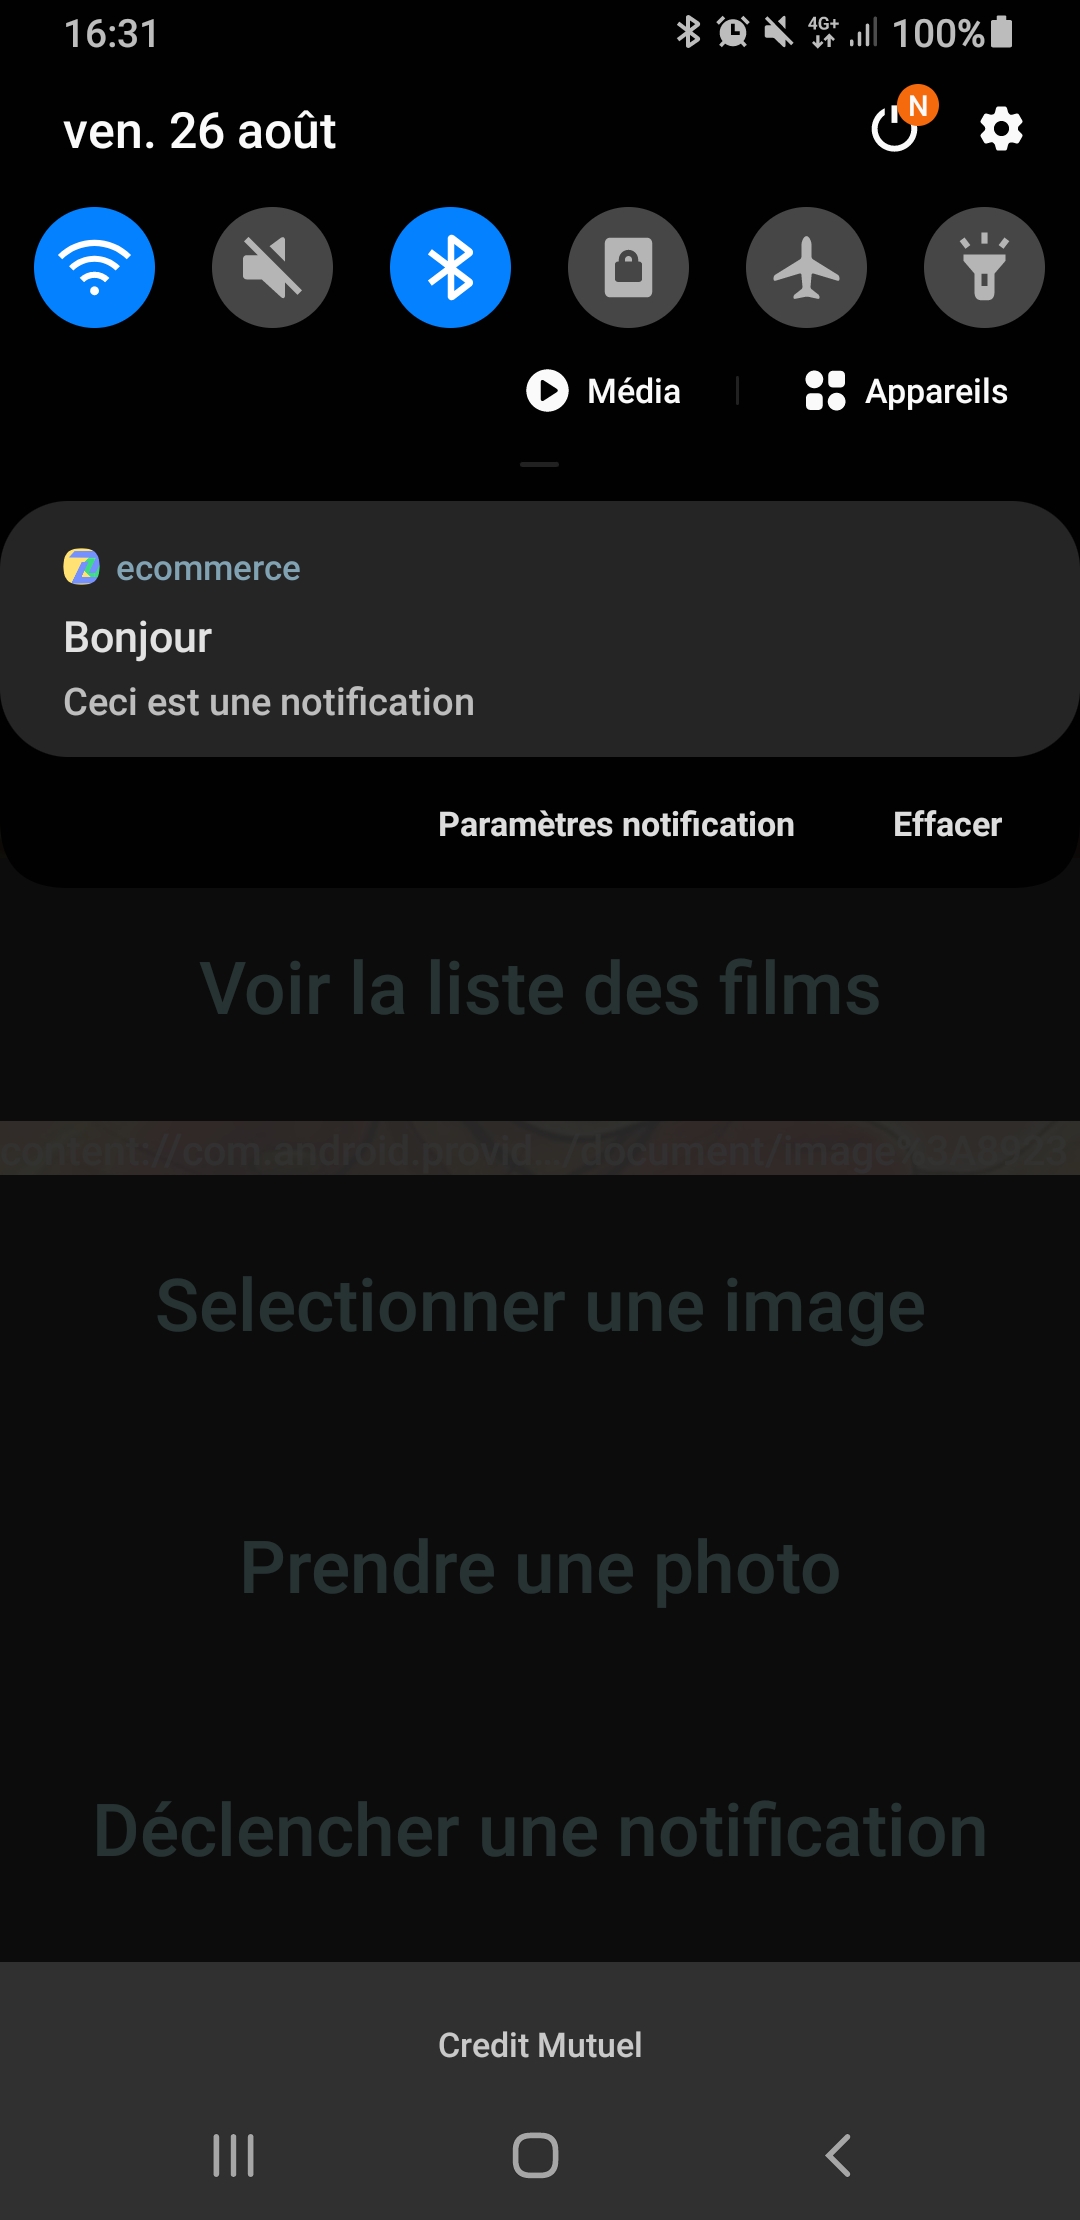 16:31
4G+
100%
ven. 26 août
N
Média
Appareils
ecommerce
Bonjour
Ceci est une notification
Paramètres notification
Effacer
Voir la liste des films
content://com.android.provid.../document/image%3A8923
Selectionner une image
Prendre une photo
Déclencher une notification
Credit Mutuel